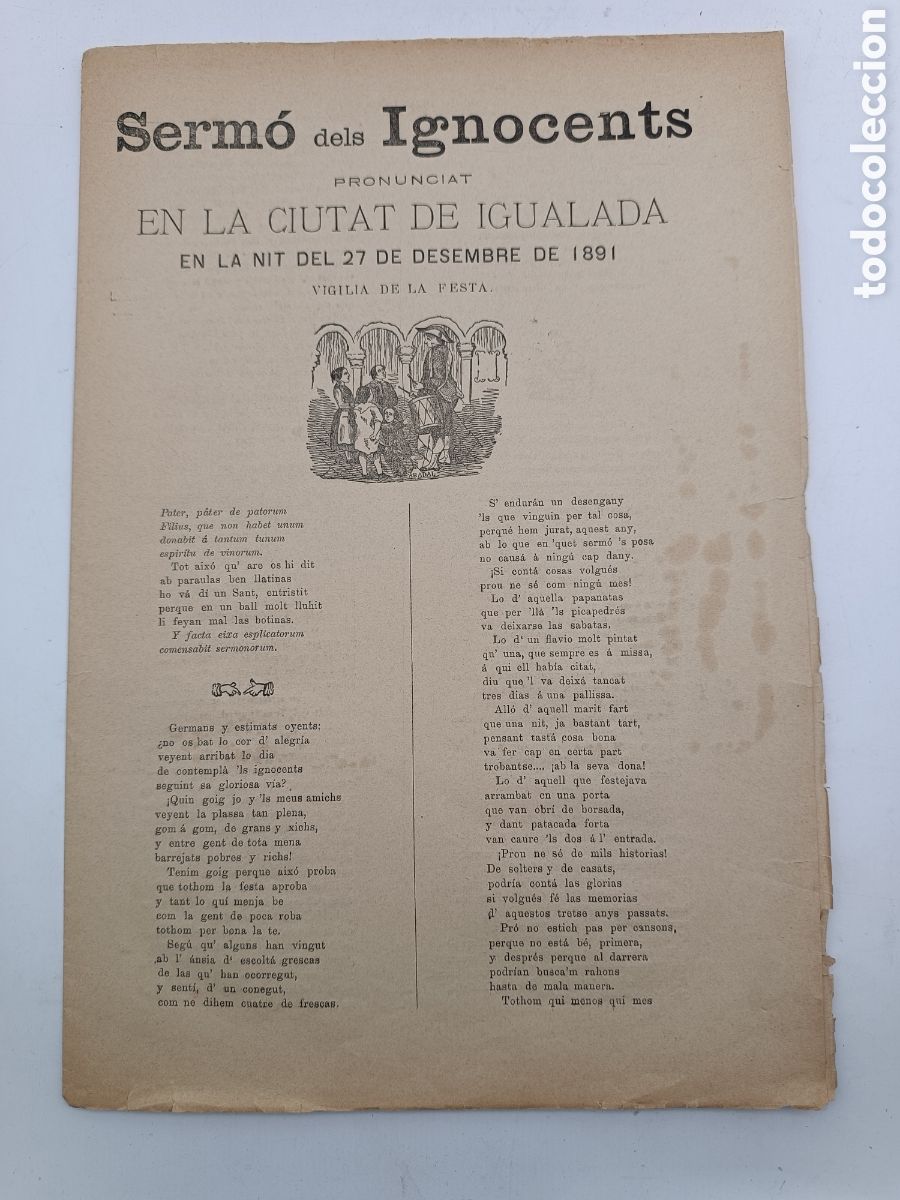 Sermó dels Ignocents
PRONUNCIAT
EN LA CIUTAT DE IGUALADA
EN LA NIT DEL 27 DE DESEMBRE DE 1891
VIGILIA DE LA FESTA.
BADAL
Pater, páter de patorum
Filius, que non habet unum
donabit á tantum tunum
espiritu de vinorum.
Tot aixó qu' are os hi dit
ab paraulas ben llatinas
ho vá di un Sant, entristit
perque en un ball molt lluhit
li feyan mal las botinas.
Y facta eixa esplicatorum
comensabit sermonorum.
Germans y estimats oyents:
¿no os bat lo cor d' alegría
veyent arribat lo dia
de contemplà 'ls ignocents
seguint sa gloriosa vía?
¡Quin goig jo y 'ls meus amichs
veyent la plassa tan plena,
gom á gom, de grans y xichs,
y entre gent de tota mena
barrejats pobres y richs!
Tenim goig perque aixó proba
que tothom la festa aproba
y tant lo quí menja be
com la gent de poca roba
tothom per bona la te.
Segú qu' alguns han vingut
ab l' ánsia d' escoltá grescas
de las qu' han ocorregut,
y sentí, d' un conegut,
com ne dihem cuatre de frescas.
S' endurán un desengany
'ls que vinguin per tal cosa,
perqué hem jurat, aquest any,
ab lo que en 'quet sermó 's posa
no causá à ningú cap dany.
¡Si contá cosas volgués
prou ne sé com ningú mes!
Lo d' aquella papanatas
que per 'llà 'ls picapedrés
va deixarse las sabatas.
Lo d' un flavio molt pintat
qu' una, que sempre es á missa,
á qui ell había citat,
diu que 'l va deixá tancat
tres dias á una pallissa.
Alló d' aquell marit fart
que una nit, ja bastant tart,
pensant tastá cosa bona
va fer cap en certa part
trobantse.... ¡ab la seva dona!
Lo d' aquell que festejava
arrambat en una porta
que van obrí de borsada,
y dant patacada forta
van caure 'ls dos á l' entrada.
¡Prou ne sé de mils historias!
De solters y de casats,
podría contá las glorias
si volgués fé las memorias
d' aquestos tretse anys passats.
Pró no estich pas per cansons,
perque no está bé, primera,
y després perque al darrera
podrían busca'm rahons
hasta de mala manera.
Tothom qui menos qui mes
todocoleccion